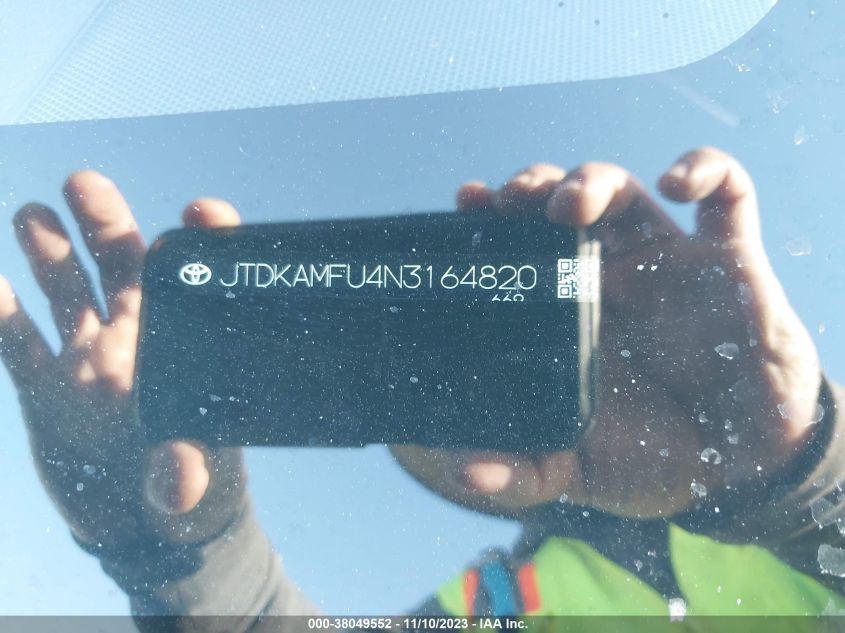 JTDKAMFU4N3164820
000-38049552 - 11/10/2023 - IAA Inc.